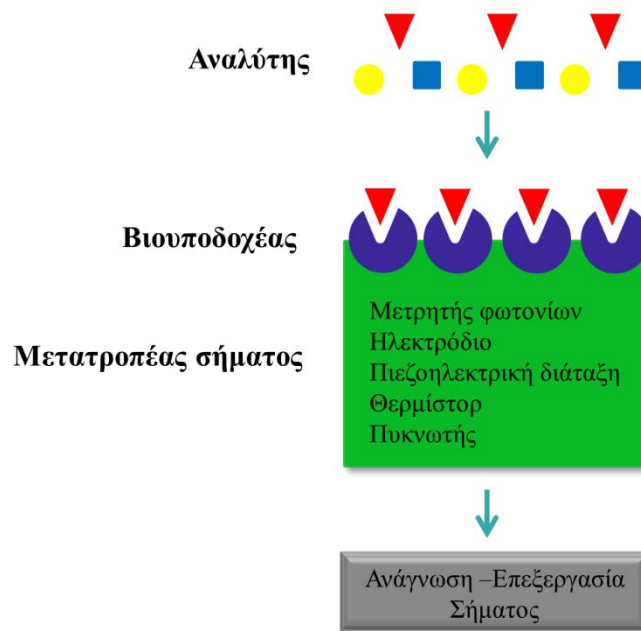 Αναλύτης
Βιουποδοχέας
Μετατροπέας σήματος
Μετρητής φωτονίων
Ηλεκτρόδιο
Πιεζοηλεκτρική διάταξη
Θερμίστορ
Πυκνωτής
Ανάγνωση –Επεξεργασία
Σήματος